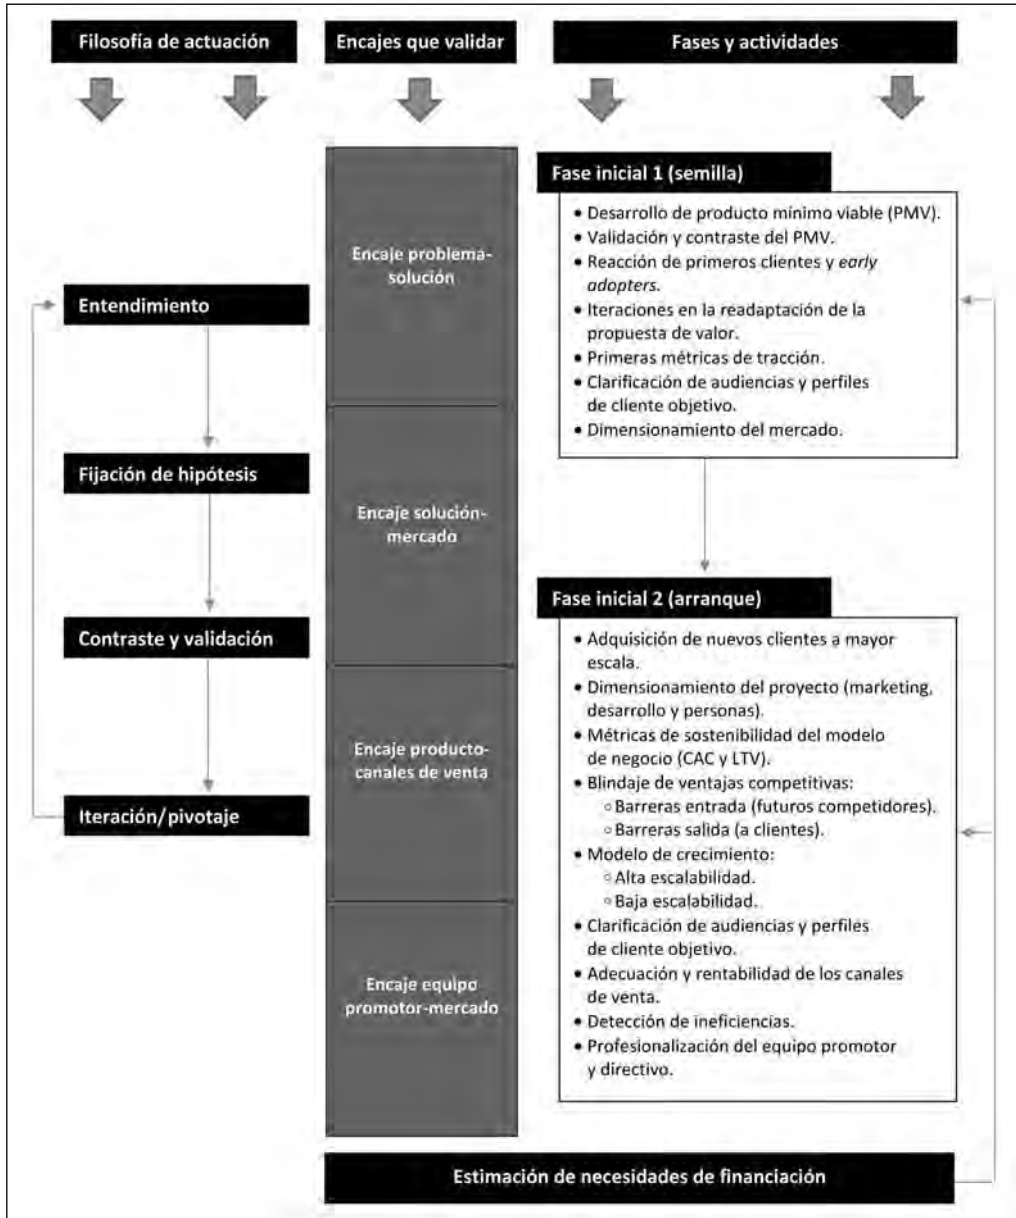 Filosofía de actuación
Encajes que validar
Fases y actividades
Entendimiento
Fijación de hipótesis
Contraste y validación
Iteración/pivotaje
Encaje problema-
solución
Encaje solución-
mercado
Encaje producto-
canales de venta
Encaje equipo
promotor-mercado
Fase inicial 1 (semilla)
• Desarrollo de producto mínimo viable (PMV).
• Validación y contraste del PMV.
• Reacción de primeros clientes y early
adopters.
• Iteraciones en la readaptación de la
propuesta de valor.
• Primeras métricas de tracción.
• Clarificación de audiencias y perfiles
de cliente objetivo.
• Dimensionamiento del mercado.
Fase inicial 2 (arranque)
• Adquisición de nuevos clientes a mayor
escala.
• Dimensionamiento del proyecto (marketing,
desarrollo y personas).
• Métricas de sostenibilidad del modelo
de negocio (CAC y LTV).
• Blindaje de ventajas competitivas:
○ Barreras entrada (futuros competidores).
○ Barreras salida (a clientes).
• Modelo de crecimiento:
○ Alta escalabilidad.
○ Baja escalabilidad.
• Clarificación de audiencias y perfiles
de cliente objetivo.
• Adecuación y rentabilidad de los canales
de venta.
• Detección de ineficiencias.
• Profesionalización del equipo promotor
y directivo.
Estimación de necesidades de financiación